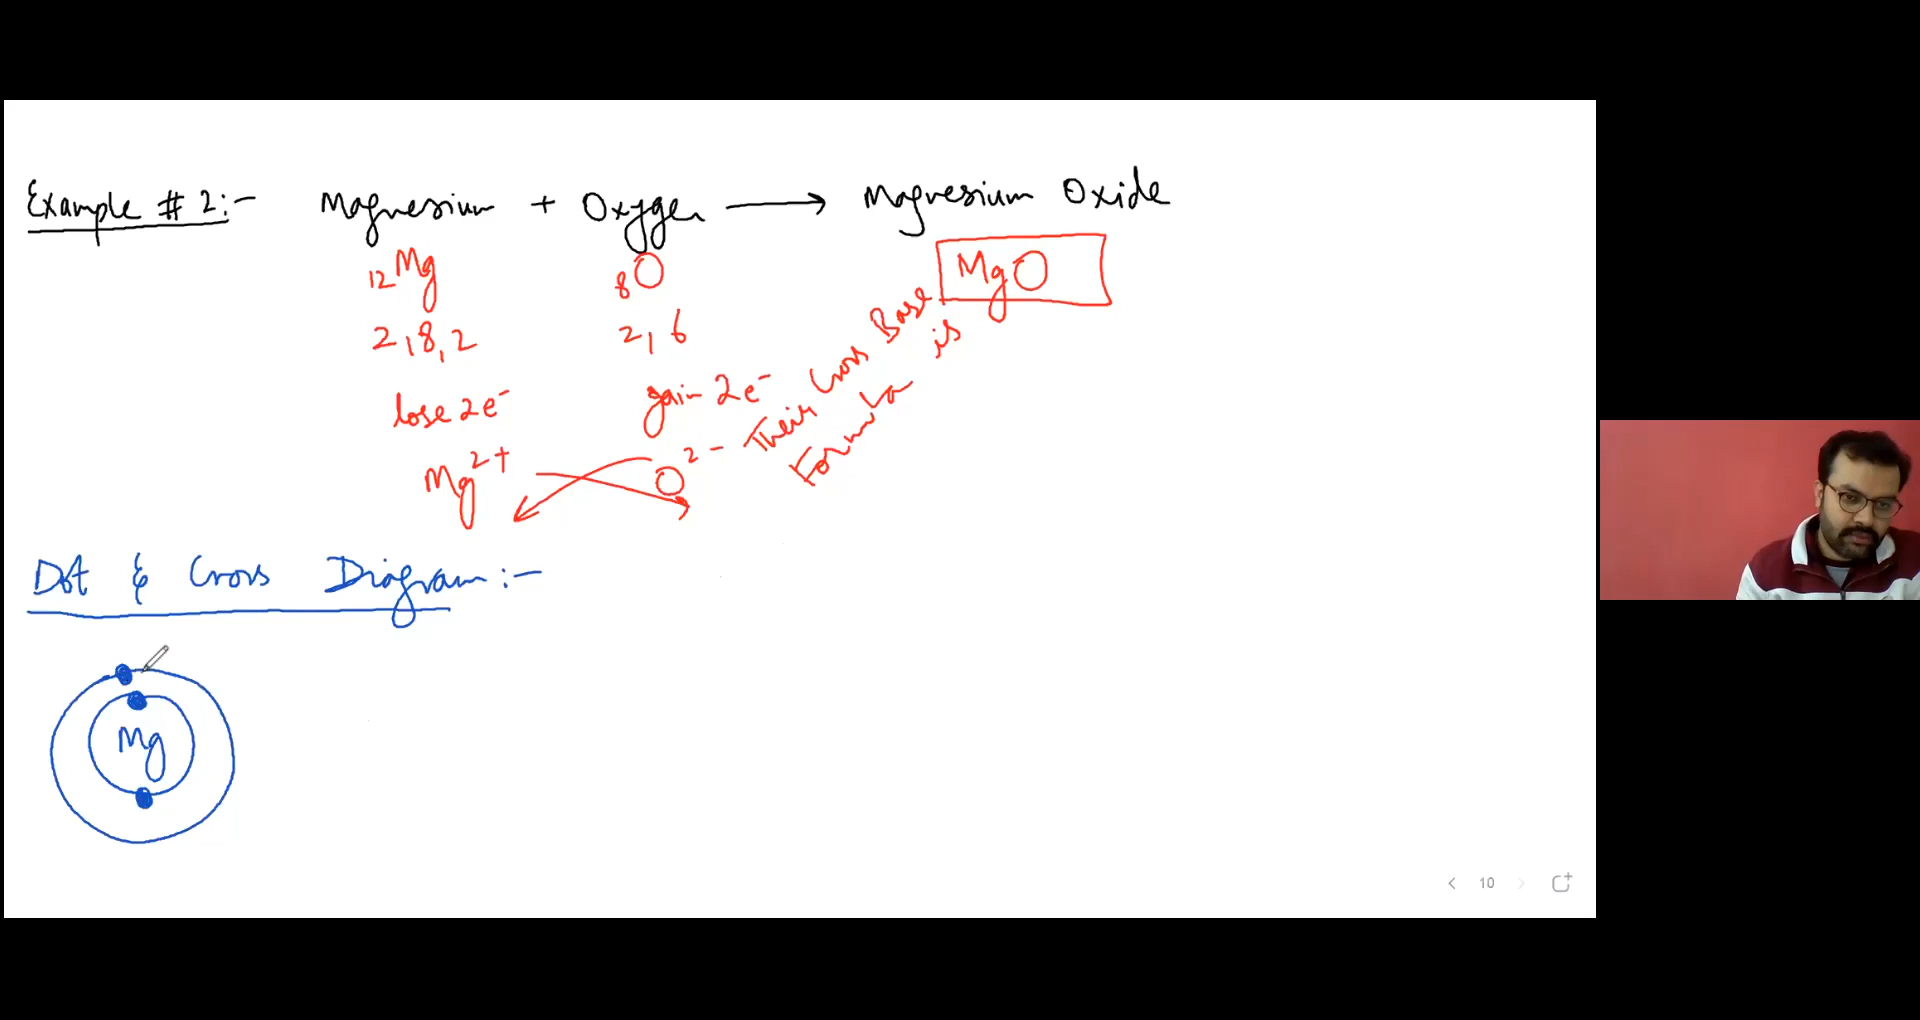 Example # 2:- Magnesium + Oxygen → Magnesium Oxide
₁₂Mg ₈O MgO
2,8,2 2,6
lose 2e⁻ gain 2e⁻
Mg²⁺ O²⁻
Their Cross Base
Formula is
Dot & Cross Diagram:-
Mg
10